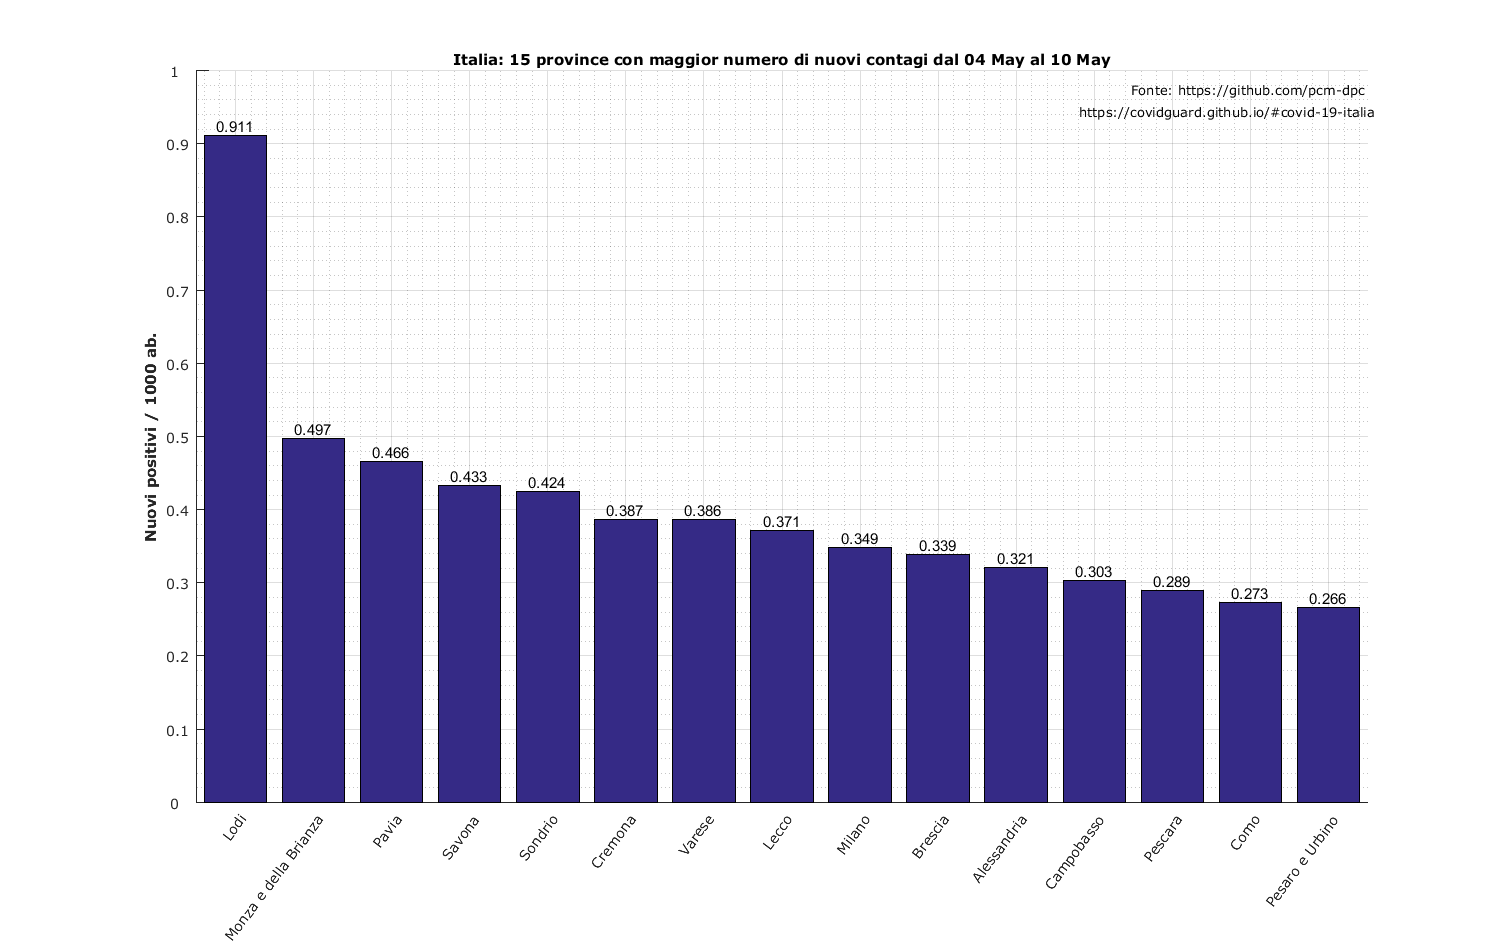 Italia: 15 province con maggior numero di nuovi contagi dal 04 May al 10 May
Fonte: https://github.com/pcm-dpc
https://covidguard.github.io/#covid-19-italia
Nuovi positivi / 1000 ab.
1
0.9
0.8
0.7
0.6
0.5
0.4
0.3
0.2
0.1
0
0.911
0.497
0.466
0.433
0.424
0.387
0.386
0.371
0.349
0.339
0.321
0.303
0.289
0.273
0.266
Lodi
Monza e della Brianza
Pavia
Savona
Sondrio
Cremona
Varese
Lecco
Milano
Brescia
Alessandria
Campobasso
Pescara
Como
Pesaro e Urbino